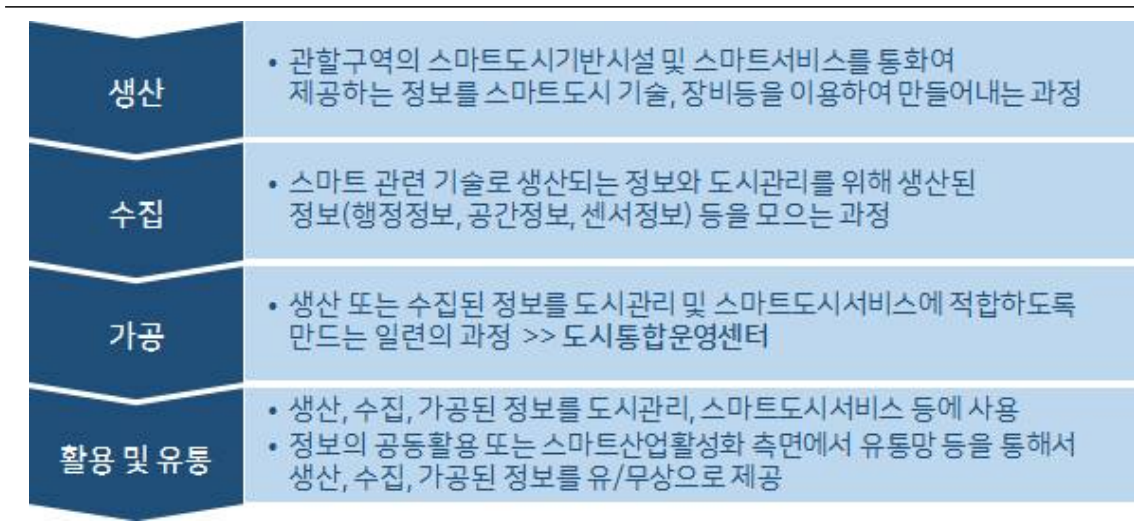 생산
• 관할구역의 스마트도시기반시설 및 스마트서비스를 통화여
제공하는 정보를 스마트도시 기술, 장비등을 이용하여 만들어내는 과정
수집
• 스마트 관련 기술로 생산되는 정보와 도시관리를 위해 생산된
정보(행정정보, 공간정보, 센서정보) 등을 모으는 과정
가공
• 생산 또는 수집된 정보를 도시관리 및 스마트도시서비스에 적합하도록
만드는 일련의 과정 >> 도시통합운영센터
활용 및 유통
• 생산, 수집, 가공된 정보를 도시관리, 스마트도시서비스 등에 사용
• 정보의 공동활용 또는 스마트산업활성화 측면에서 유통망 등을 통해서
생산, 수집, 가공된 정보를 유/무상으로 제공